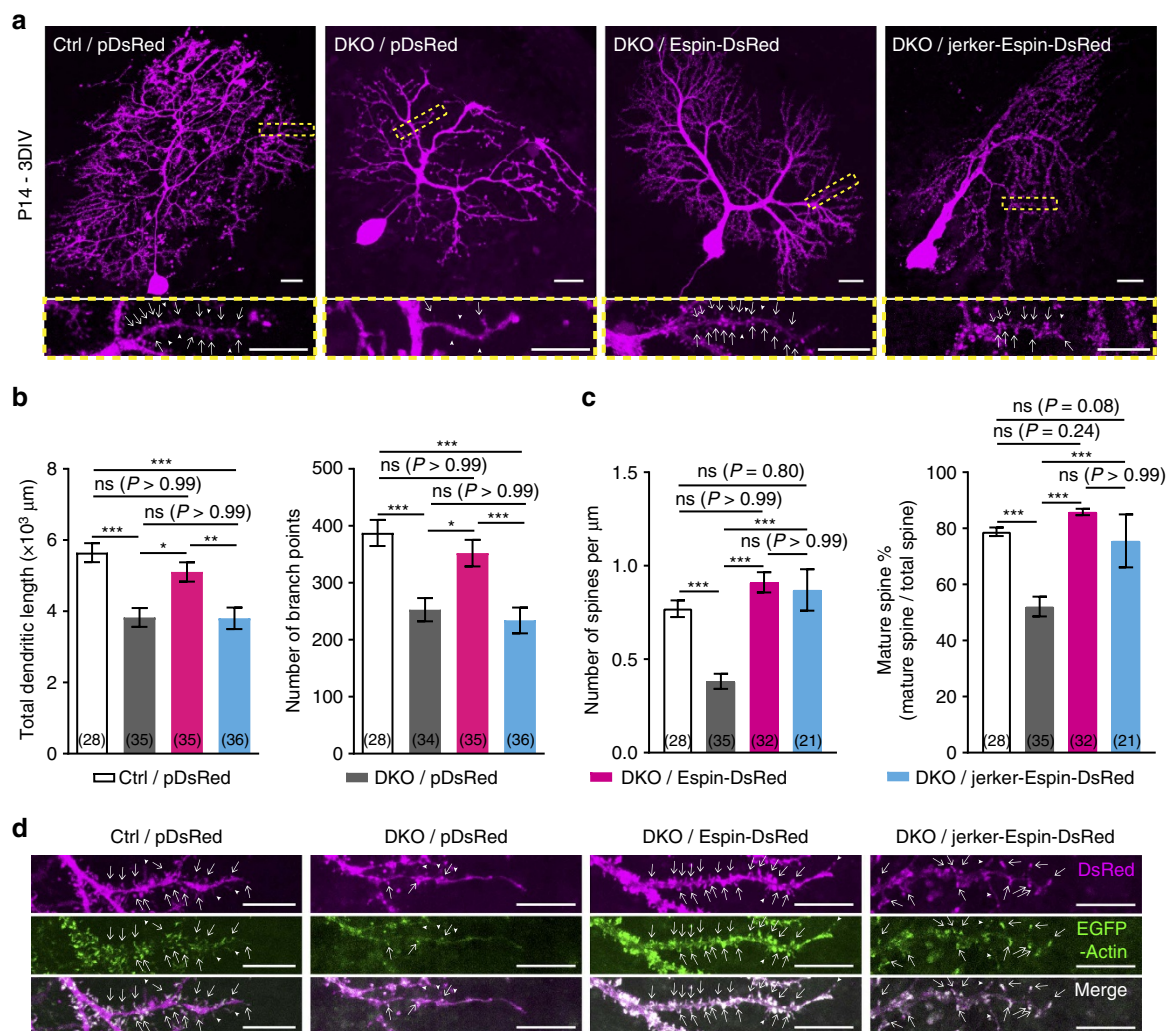 a
Ctrl / pDsRed
DKO / pDsRed
DKO / Espin-DsRed
DKO / jerker-Espin-DsRed
P14 - 3DIV
b
8
6
4
2
0
Total dendritic length (×10³ µm)
***
ns (P > 0.99)
ns (P > 0.99)
***
*
**
(28)
(35)
(35)
(36)
500
400
300
200
100
0
Number of branch points
***
ns (P > 0.99)
ns (P > 0.99)
***
*
***
(28)
(34)
(35)
(36)
c
1.5
1.0
0.5
0.0
Number of spines per µm
ns (P = 0.80)
ns (P > 0.99)
***
ns (P > 0.99)
***
***
(28)
(35)
(32)
(21)
100
80
60
40
20
0
Mature spine %
(mature spine / total spine)
ns (P = 0.08)
ns (P = 0.24)
***
ns (P > 0.99)
***
***
(28)
(35)
(32)
(21)
Ctrl / pDsRed
DKO / pDsRed
DKO / Espin-DsRed
DKO / jerker-Espin-DsRed
d
Ctrl / pDsRed
DKO / pDsRed
DKO / Espin-DsRed
DKO / jerker-Espin-DsRed
DsRed
EGFP
-Actin
Merge